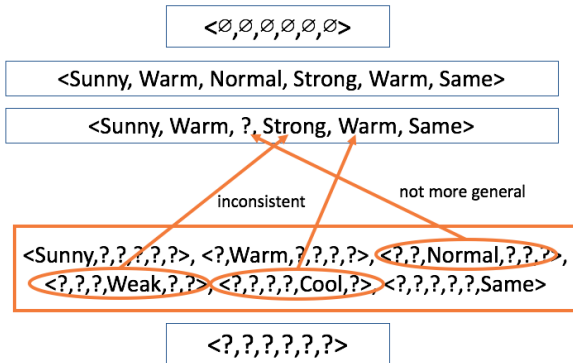 <∅,∅,∅,∅,∅,∅>
<Sunny, Warm, Normal, Strong, Warm, Same>
<Sunny, Warm, ?, Strong, Warm, Same>
not more general
inconsistent
<Sunny,?,?,?,?,?>, <?,Warm,?,?,?,?>, <?,?,Normal,?,?,?>,
<?,?,?,Weak,?,?>, <?,?,?,?,Cool,?>, <?,?,?,?,?,Same>
<?,?,?,?,?,?>